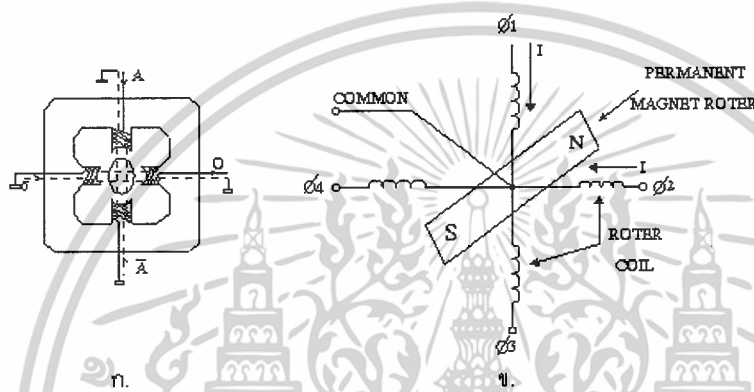 Ø1
A
I
PERMANENT
MAGNET ROTER
COMMON
N
O
I
Ø4
Ø2
S
ROTER
COIL
A
Ø3
ก.
ข.